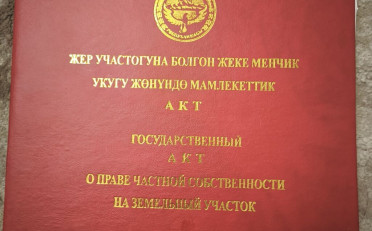 ЖЕР УЧАСТОГУНА БОЛГОН ЖЕКЕ МЕНЧИК
УКУГУ ЖӨНҮНДӨ МАМЛЕКЕТТИК
АКТ
ГОСУДАРСТВЕННЫЙ
АКТ
О ПРАВЕ ЧАСТНОЙ СОБСТВЕННОСТИ
НА ЗЕМЕЛЬНЫЙ УЧАСТОК